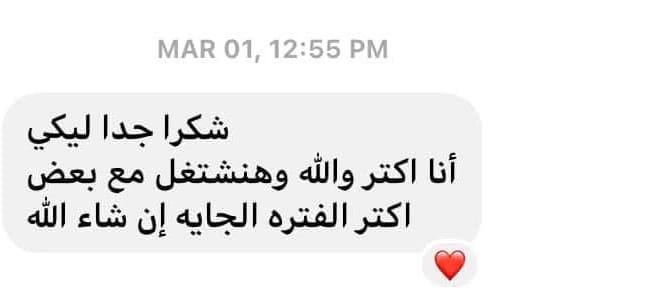 MAR 01, 12:55 PM
شكرا جدا ليكي
أنا اكتر والله وهنشتغل مع بعض
اكتر الفتره الجايه إن شاء الله